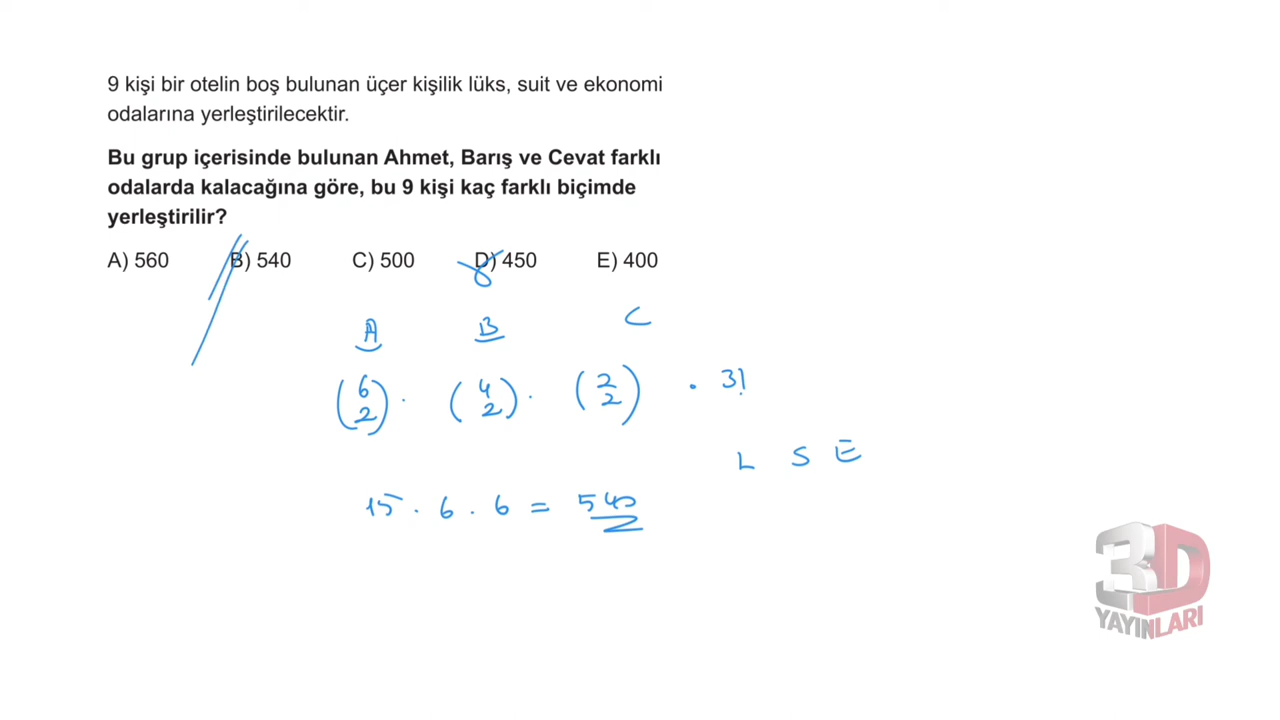 9 kişi bir otelin boş bulunan üçer kişilik lüks, suit ve ekonomi
odalarına yerleştirilecektir.
Bu grup içerisinde bulunan Ahmet, Barış ve Cevat farklı
odalarda kalacağına göre, bu 9 kişi kaç farklı biçimde
yerleştirilir?
A) 560 B) 540 C) 500 D) 450 E) 400
A B C
(6 2) . (4 2) . (2 2) . 3!
L S E
15 . 6 . 6 = 540
3D
YAYINLARI